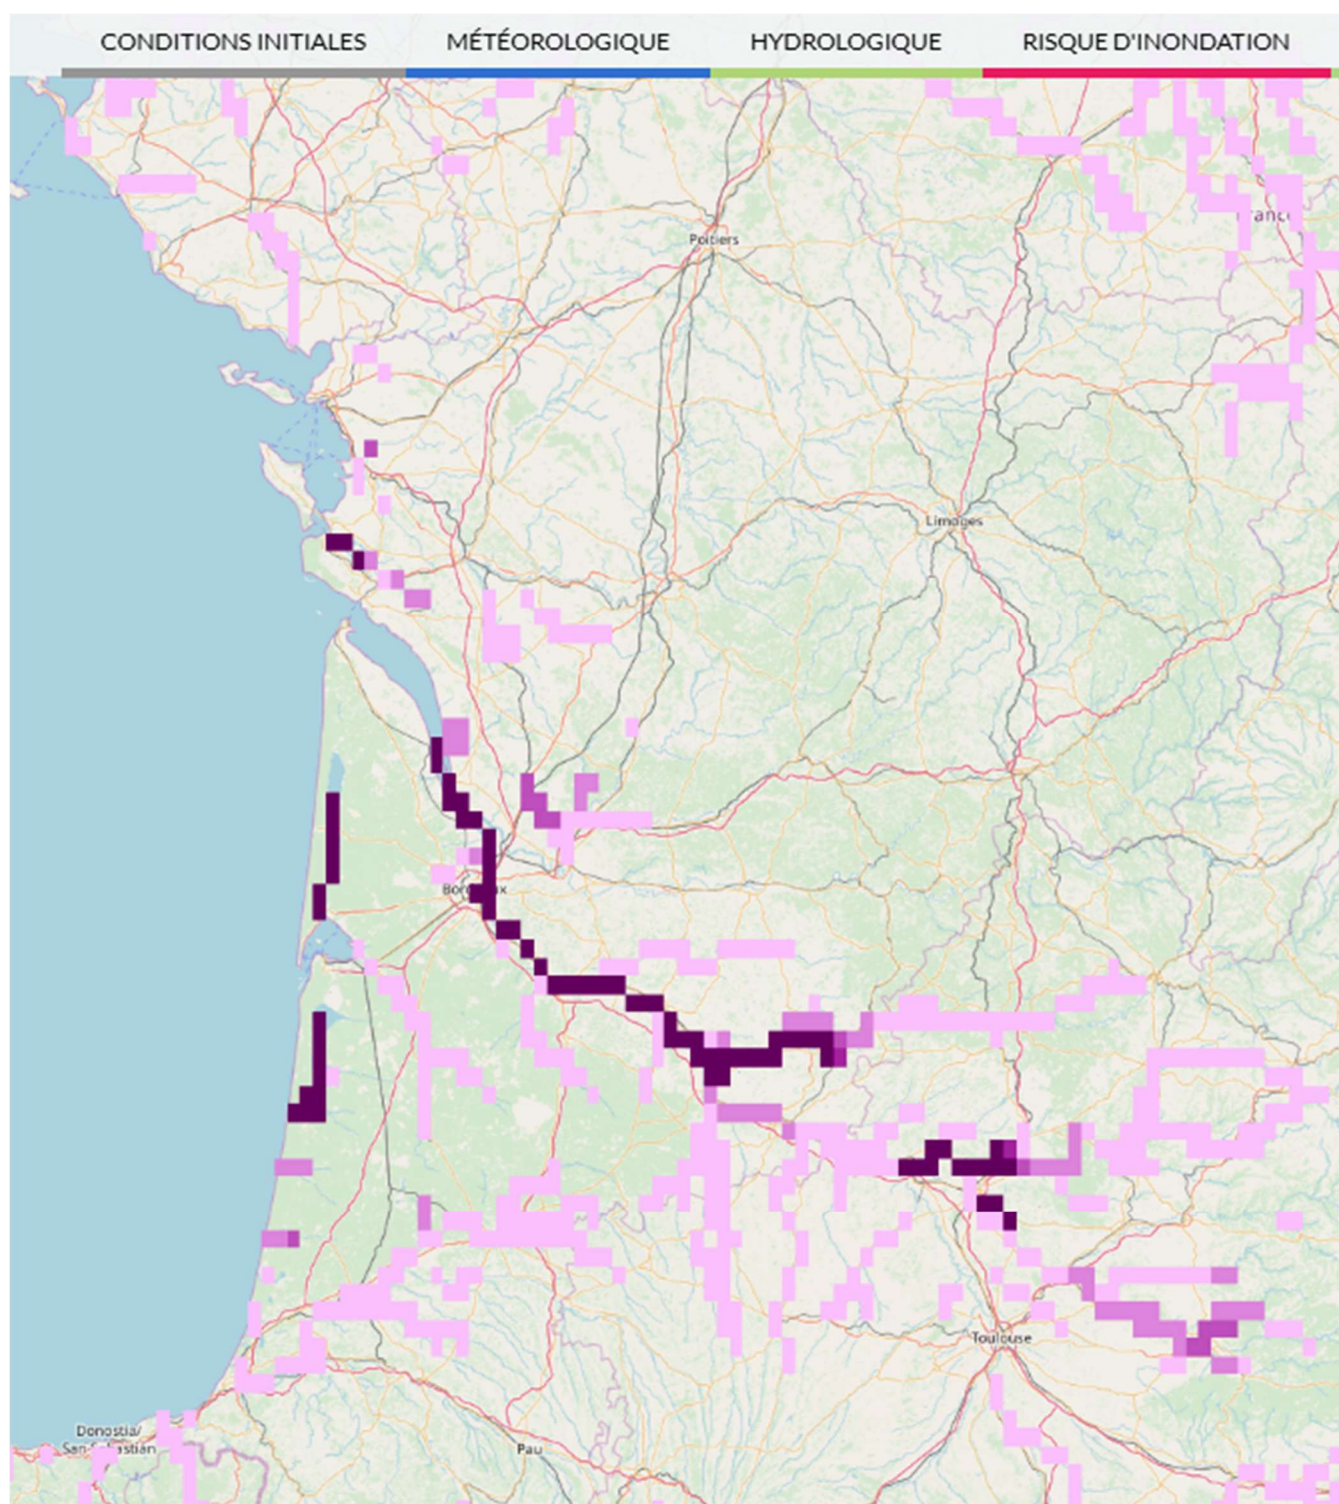 CONDITIONS INITIALES
MÉTÉOROLOGIQUE
HYDROLOGIQUE
RISQUE D'INONDATION
Poitiers
Limoges
Toulouse
Donostia/
Pau